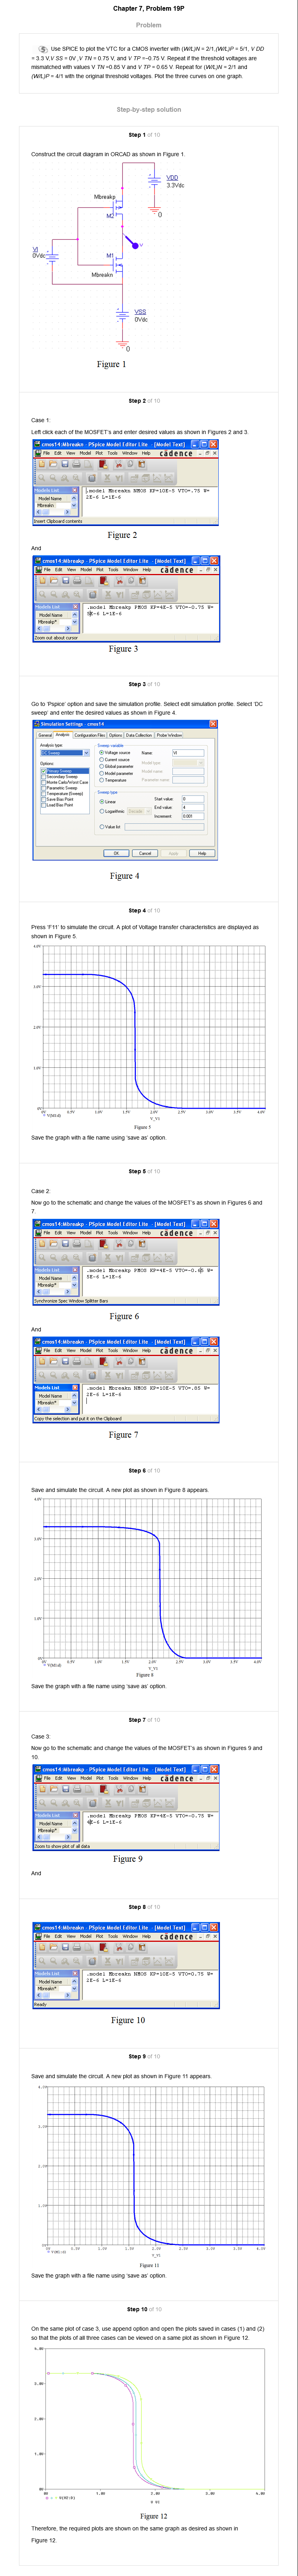 Chapter 7, Problem 19P
Problem
S Use SPICE to plot the VTC for a CMOS inverter with (W/L)N = 2/1,(W/L)P = 5/1, V DD
= 3.3 V,V SS = 0V ,V TN = 0.75 V, and V TP =−0.75 V. Repeat if the threshold voltages are
mismatched with values V TN =0.85 V and V TP = 0.65 V. Repeat for (W/L)N = 2/1 and
(W/L)P = 4/1 with the original threshold voltages. Plot the three curves on one graph.
Step-by-step solution
Step 1 of 10
Construct the circuit diagram in ORCAD as shown in Figure 1.
VDD
3.3Vdc
Mbreakp
M2
0
V
VI
0Vdc
M1
Mbreakn
VSS
0Vdc
0
Figure 1
Step 2 of 10
Case 1:
Left click each of the MOSFET's and enter desired values as shown in Figures 2 and 3.
cmos14:Mbreakn - PSpice Model Editor Lite - [Model Text]
File Edit View Model Plot Tools Window Help cādence
Models List
Model Name
Mbreakn
.model Mbreakn NMOS KP=10E-5 VTO=.75 W=
2E-6 L=1E-6
Insert Clipboard contents
Figure 2
And
cmos14:Mbreakp - PSpice Model Editor Lite - [Model Text]
File Edit View Model Plot Tools Window Help cādence
Models List
Model Name
Mbreakp*
.model Mbreakp PMOS KP=4E-5 VTO=-0.75 W=
5E-6 L=1E-6
Zoom out about cursor
Figure 3
Step 3 of 10
Go to 'Pspice' option and save the simulation profile. Select edit simulation profile. Select 'DC
sweep' and enter the desired values as shown in Figure 4.
Simulation Settings - cmos14
General Analysis Configuration Files Options Data Collection Probe Window
Analysis type:
DC Sweep
Options:
Primary Sweep
Secondary Sweep
Monte Carlo/Worst Case
Parametric Sweep
Temperature (Sweep)
Save Bias Point
Load Bias Point
Sweep variable
Voltage source
Current source
Global parameter
Model parameter
Temperature
Name: VI
Model type:
Model name:
Parameter name:
Sweep type
Linear
Logarithmic Decade
Start value: 0
End value: 4
Increment: 0.001
Value list
OK Cancel Apply Help
Figure 4
Step 4 of 10
Press 'F11' to simulate the circuit. A plot of Voltage transfer characteristics are displayed as
shown in Figure 5.
4.0V
3.0V
2.0V
1.0V
0V
0V 0.5V 1.0V 1.5V 2.0V 2.5V 3.0V 3.5V 4.0V
V(M1:d)
V_V1
Figure 5
Save the graph with a file name using 'save as' option.
Step 5 of 10
Case 2:
Now go to the schematic and change the values of the MOSFET's as shown in Figures 6 and
7.
cmos14:Mbreakp - PSpice Model Editor Lite - [Model Text]
File Edit View Model Plot Tools Window Help cādence
Models List
Model Name
Mbreakp*
.model Mbreakp PMOS KP=4E-5 VTO=-0.65 W=
5E-6 L=1E-6
Synchronize Spec Window Splitter Bars
Figure 6
And
cmos14:Mbreakn - PSpice Model Editor Lite - [Model Text]
File Edit View Model Plot Tools Window Help cādence
Models List
Model Name
Mbreakn*
.model Mbreakn NMOS KP=10E-5 VTO=.85 W=
2E-6 L=1E-6
Copy the selection and put it on the Clipboard
Figure 7
Step 6 of 10
Save and simulate the circuit. A new plot as shown in Figure 8 appears.
4.0V
3.0V
2.0V
1.0V
0V
0V 0.5V 1.0V 1.5V 2.0V 2.5V 3.0V 3.5V 4.0V
V(M1:d)
V_V1
Figure 8
Save the graph with a file name using 'save as' option.
Step 7 of 10
Case 3:
Now go to the schematic and change the values of the MOSFET's as shown in Figures 9 and
10.
cmos14:Mbreakp - PSpice Model Editor Lite - [Model Text]
File Edit View Model Plot Tools Window Help cādence
Models List
Model Name
Mbreakp*
.model Mbreakp PMOS KP=4E-5 VTO=-0.75 W=
4E-6 L=1E-6
Zoom to show plot of all data
Figure 9
And
Step 8 of 10
cmos14:Mbreakn - PSpice Model Editor Lite - [Model Text]
File Edit View Model Plot Tools Window Help cādence
Models List
Model Name
Mbreakn*
.model Mbreakn NMOS KP=10E-5 VTO=0.75 W=
2E-6 L=1E-6
Ready
Figure 10
Step 9 of 10
Save and simulate the circuit. A new plot as shown in Figure 11 appears.
4.0V
3.0V
2.0V
1.0V
0V
0V 0.5V 1.0V 1.5V 2.0V 2.5V 3.0V 3.5V 4.0V
V(M1:d)
V_V1
Figure 11
Save the graph with a file name using 'save as' option.
Step 10 of 10
On the same plot of case 3, use append option and open the plots saved in cases (1) and (2)
so that the plots of all three cases can be viewed on a same plot as shown in Figure 12.
4.0V
3.0V
2.0V
1.0V
0V
0V 1.0V 2.0V 3.0V 4.0V
V(M1:D)
Figure 12
Therefore, the required plots are shown on the same graph as desired as shown in
Figure 12.